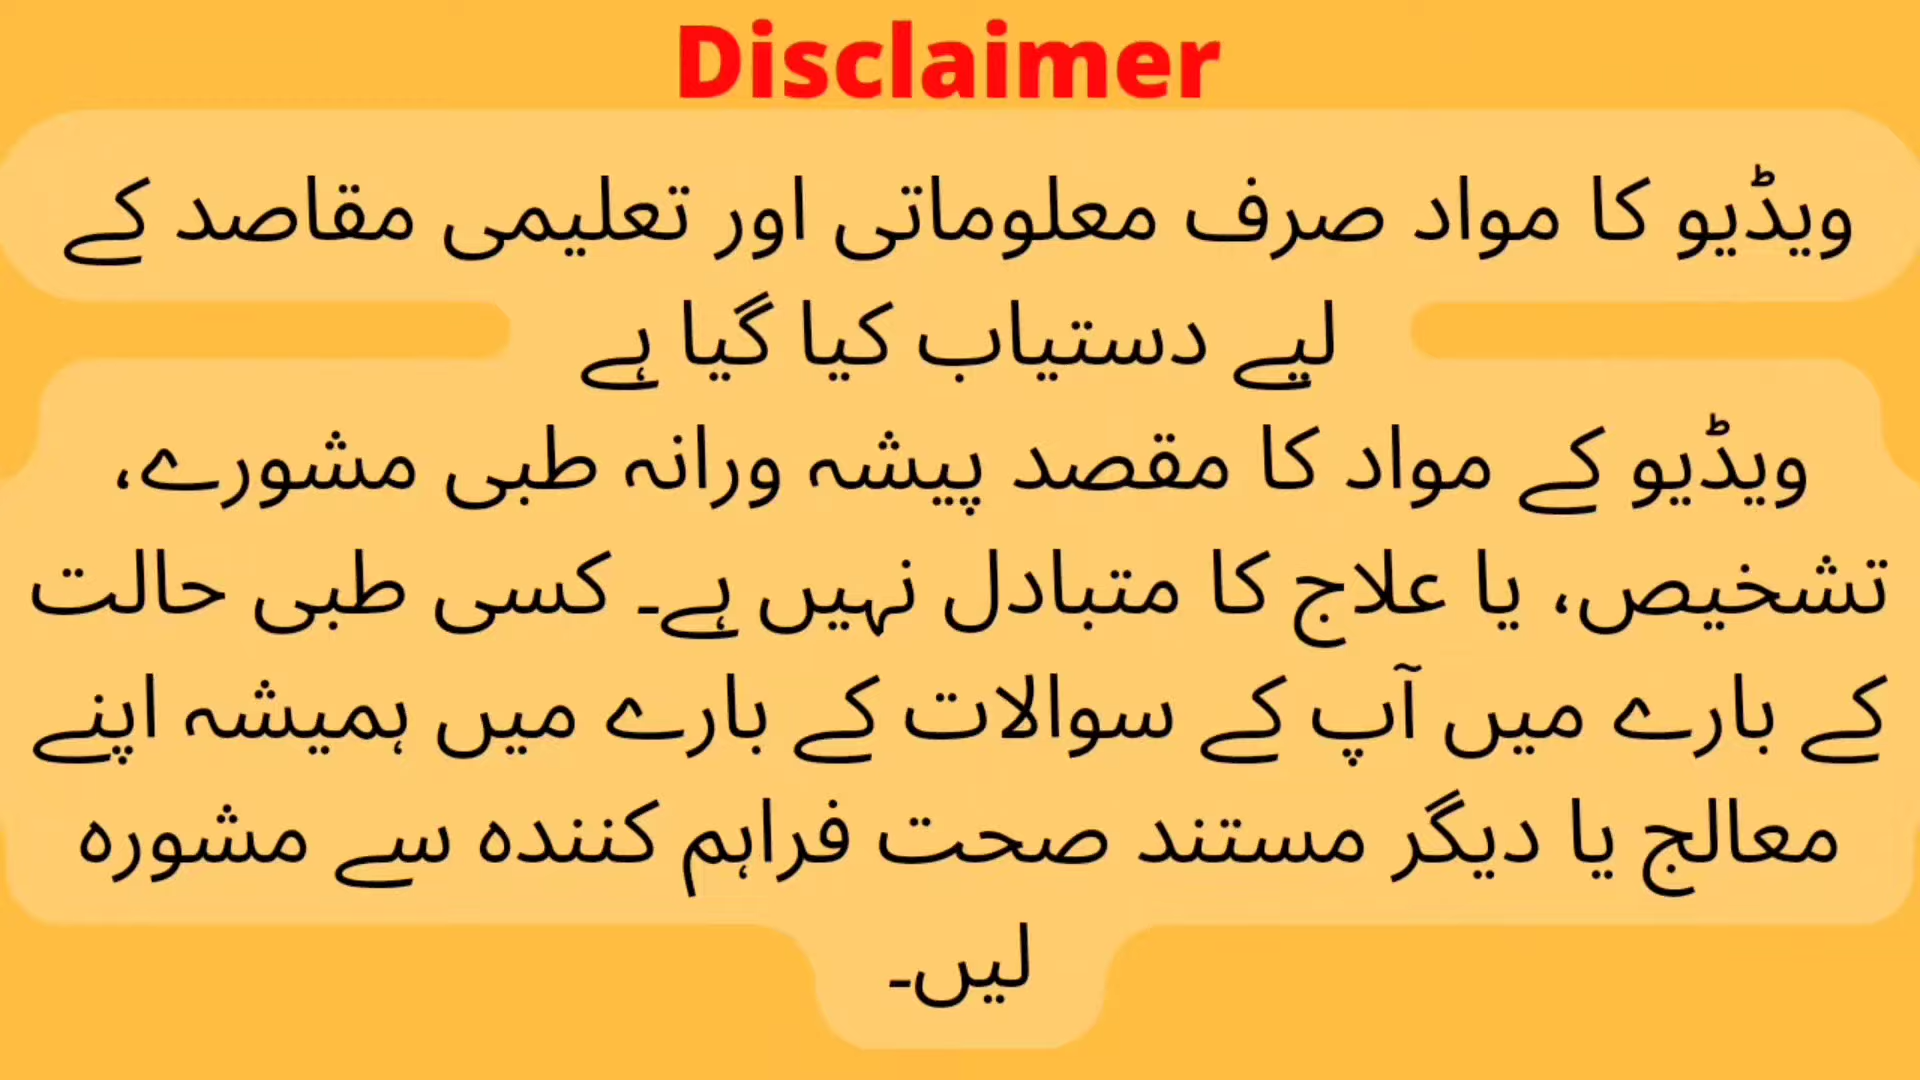 Disclaimer
ویڈیو کا مواد صرف معلوماتی اور تعلیمی مقاصد کے
لیے دستیاب کیا گیا ہے
ویڈیو کے مواد کا مقصد پیشہ ورانہ طبی مشورے،
تشخیص، یا علاج کا متبادل نہیں ہے۔ کسی طبی حالت
کے بارے میں آپ کے سوالات کے بارے میں ہمیشہ اپنے
معالج یا دیگر مستند صحت فراہم کنندہ سے مشورہ
لیں۔